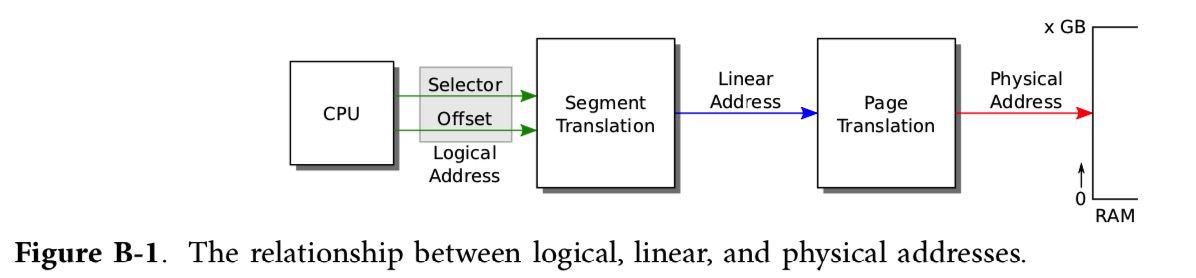 x GB
CPU
Selector
Offset
Logical
Address
Segment
Translation
Linear
Address
Page
Translation
Physical
Address
0
RAM
Figure B-1. The relationship between logical, linear, and physical addresses.